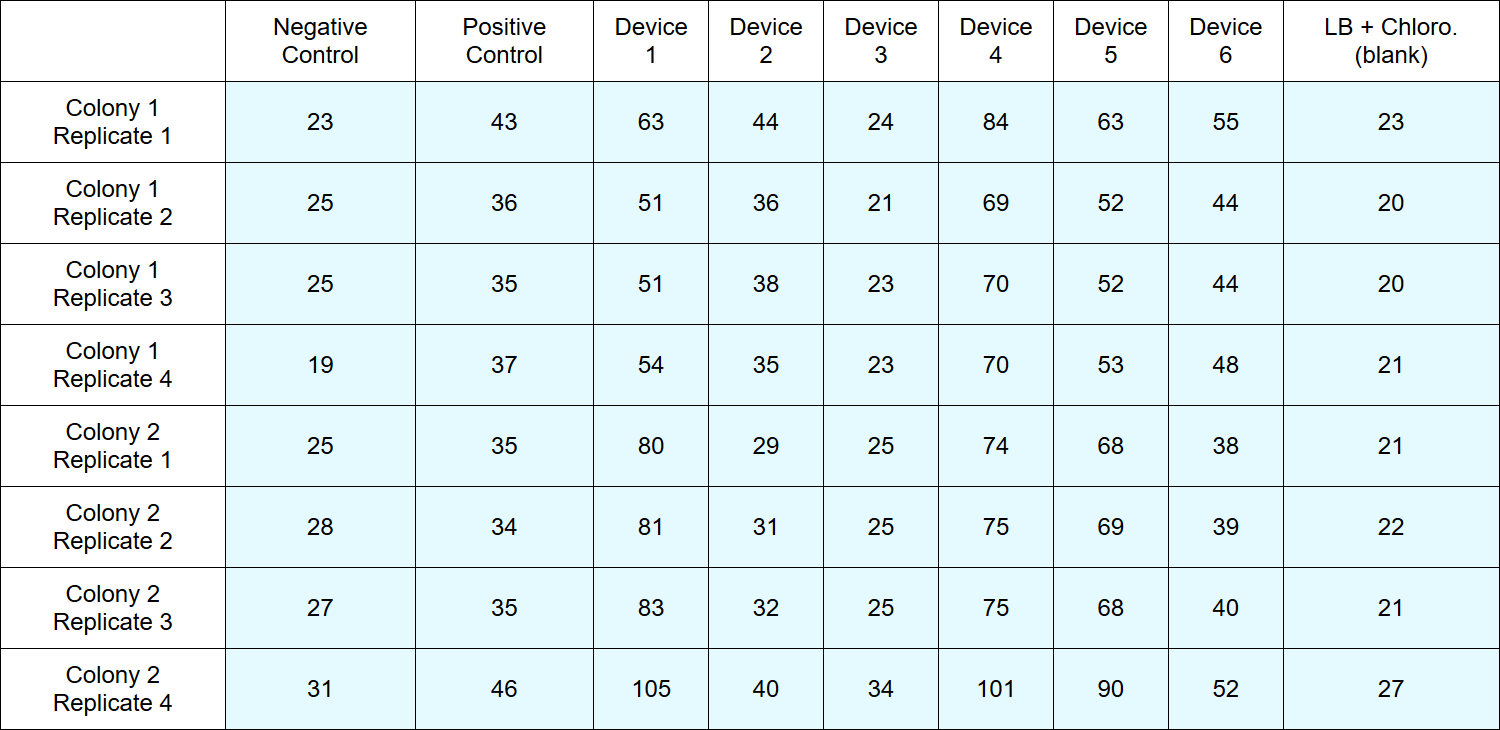 Negative Control Positive Control Device 1 Device 2 Device 3 Device 4 Device 5 Device 6 LB + Chloro. (blank)
Colony 1 Replicate 1 23 43 63 44 24 84 63 55 23
Colony 1 Replicate 2 25 36 51 36 21 69 52 44 20
Colony 1 Replicate 3 25 35 51 38 23 70 52 44 20
Colony 1 Replicate 4 19 37 54 35 23 70 53 48 21
Colony 2 Replicate 1 25 35 80 29 25 74 68 38 21
Colony 2 Replicate 2 28 34 81 31 25 75 69 39 22
Colony 2 Replicate 3 27 35 83 32 25 75 68 40 21
Colony 2 Replicate 4 31 46 105 40 34 101 90 52 27